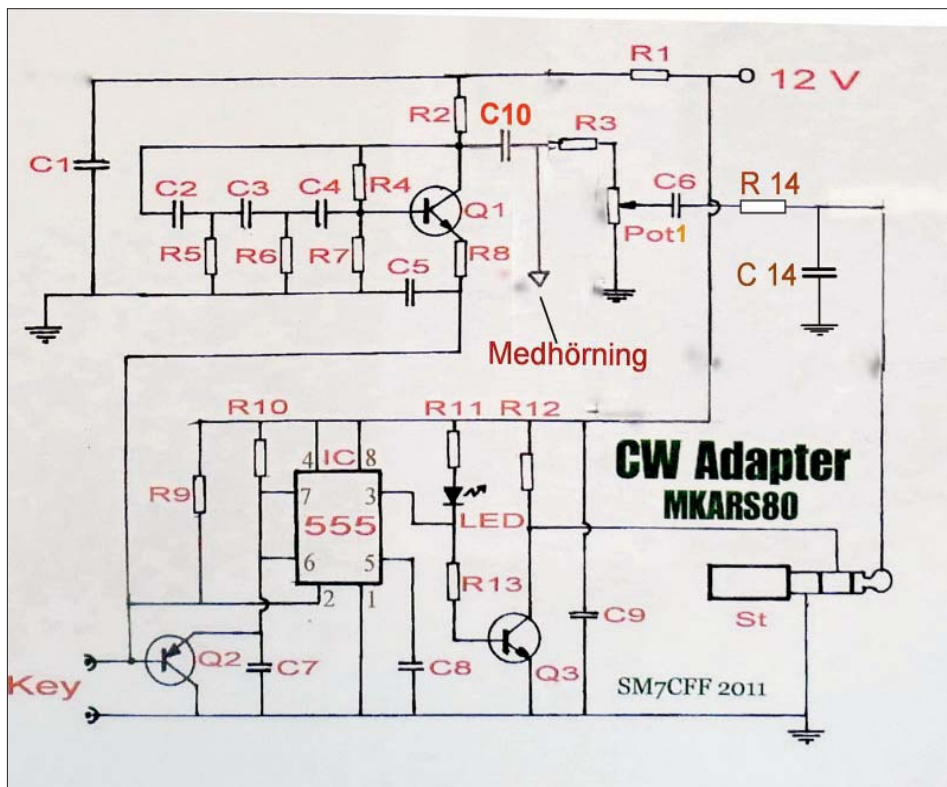 R1
12 V
R2
C10
R3
C1
C2
C3
C4
R4
Q1
C6
R 14
Pot1
R5
R6
R7
C5
R8
C 14
Medhörning
R10
R11
R12
4
IC
8
R9
7
3
555
LED
6
5
R13
2
1
CW Adapter
MKARS80
St
C9
Q2
C7
C8
Q3
Key
SM7CFF 2011